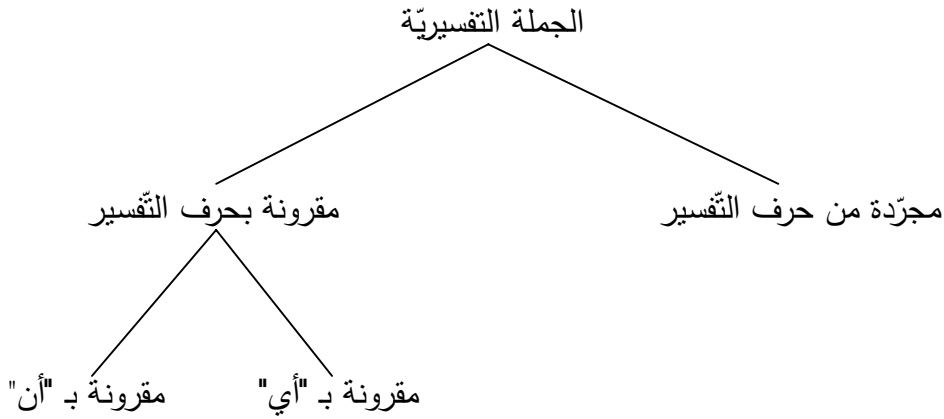 الجملة التفسيريّة
مجرّدة من حرف التّفسير
مقرونة بحرف التّفسير
مقرونة بـ "أي"
مقرونة بـ "أن"